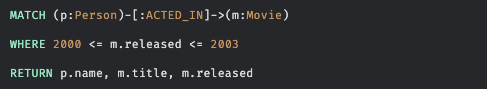 MATCH (p:Person)-[:ACTED_IN]->(m:Movie)
WHERE 2000 <= m.released <= 2003
RETURN p.name, m.title, m.released